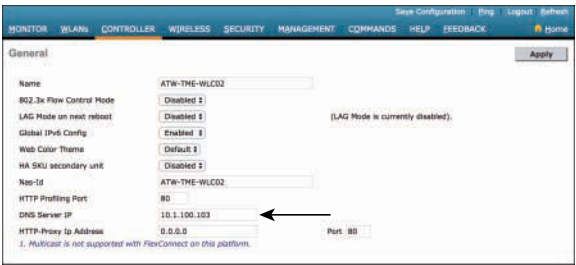 Save Configuration Ping Logout Refresh
MONITOR WLANs CONTROLLER WIRELESS SECURITY MANAGEMENT COMMANDS HELP FEEDBACK Home
General Apply
Name ATW-TME-WLC02
802.3x Flow Control Mode Disabled
LAG Mode on next reboot Disabled (LAG Mode is currently disabled).
Global IPv6 Config Enabled
Web Color Theme Default
HA SKU secondary unit Disabled
Nas-Id ATW-TME-WLC02
HTTP Profiling Port 80
DNS Server IP 10.1.100.103
HTTP-Proxy Ip Address 0.0.0.0 Port 80
1. Multicast is not supported with FlexConnect on this platform.